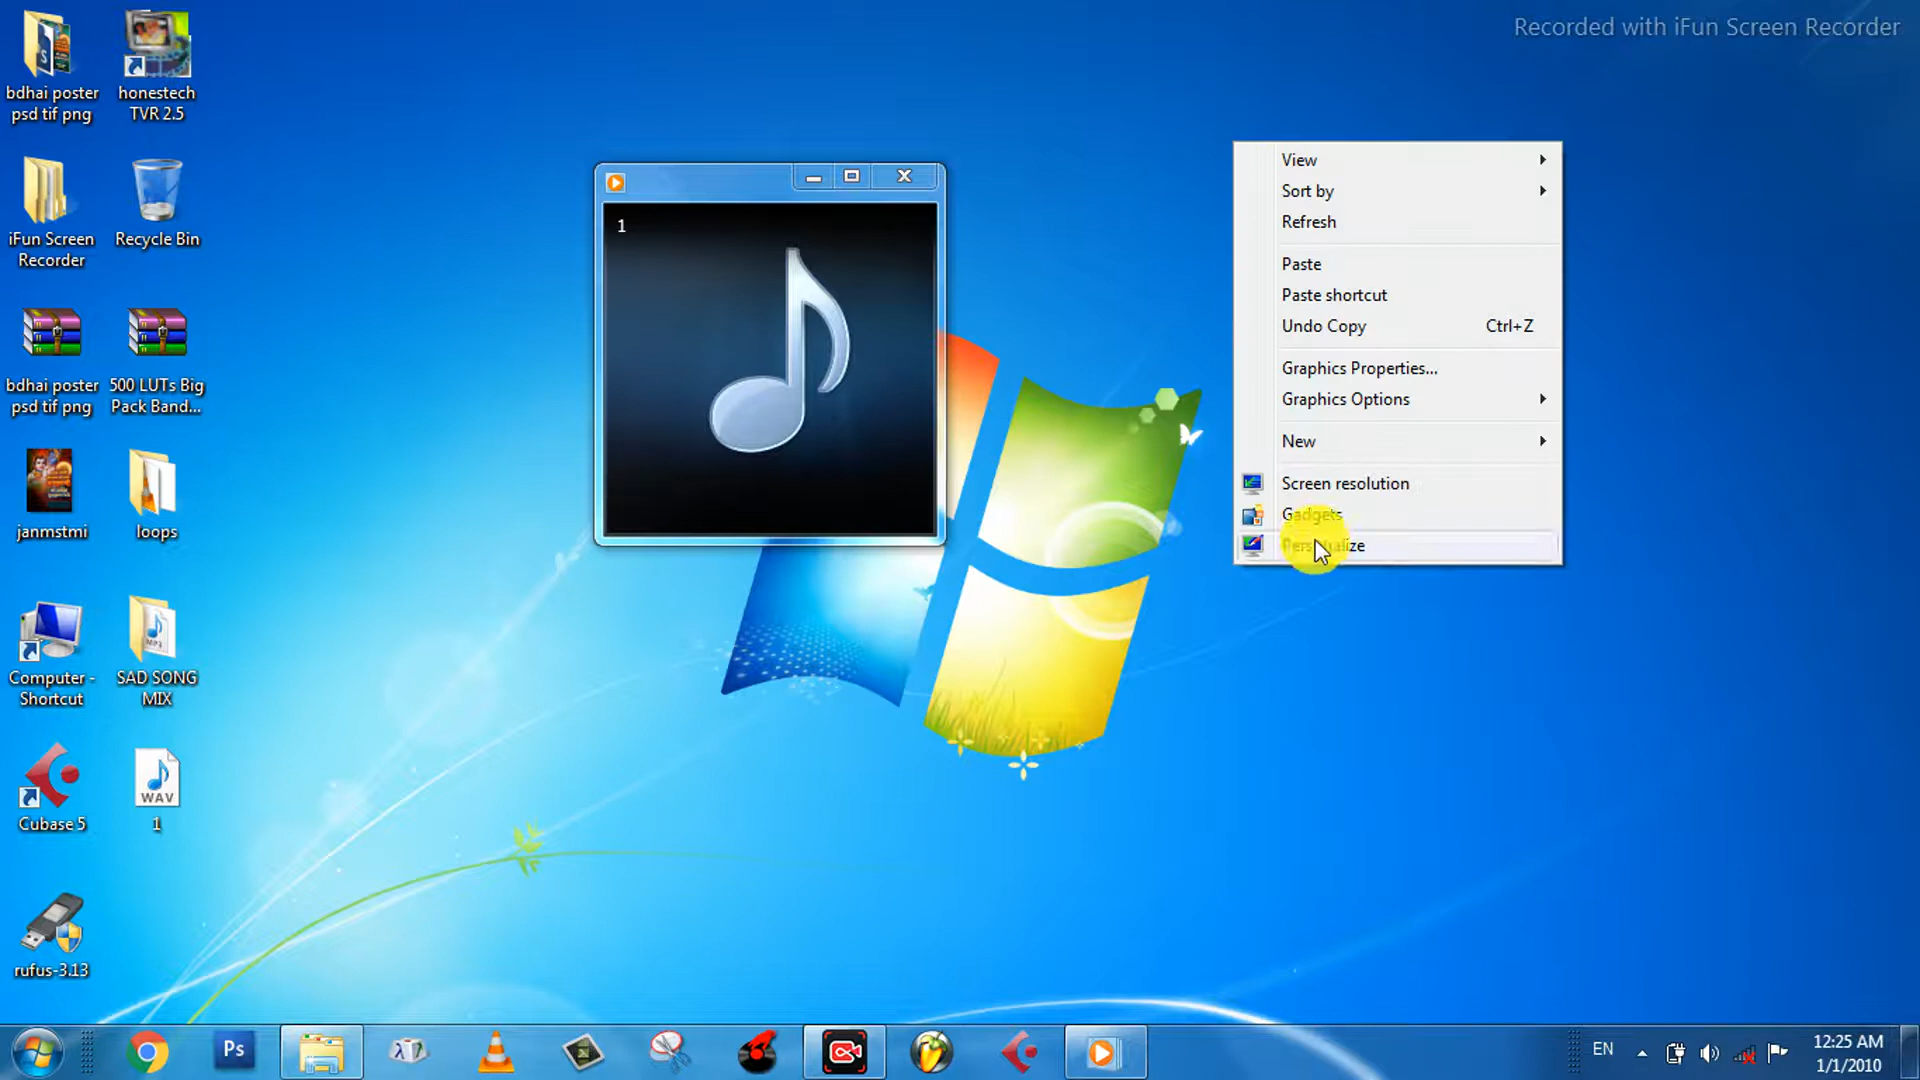 Recorded with iFun Screen Recorder
bdhai poster
psd tif png
honestech
TVR 2.5
iFun Screen
Recorder
Recycle Bin
bdhai poster
psd tif png
500 LUTs Big
Pack Band...
janmstmi
loops
Computer -
Shortcut
SAD SONG
MIX
MP3
Cubase 5
WAV
1
rufus-3.13
1
View
Sort by
Refresh
Paste
Paste shortcut
Undo Copy Ctrl+Z
Graphics Properties...
Graphics Options
New
Screen resolution
Gadgets
Personalize
Ps
EN
12:25 AM
1/1/2010